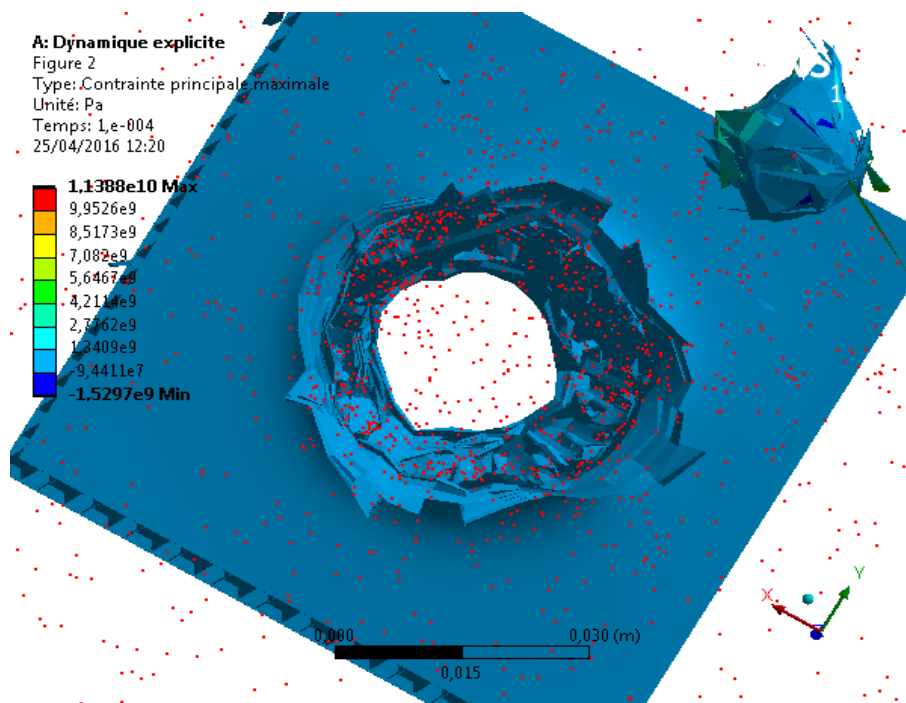 A: Dynamique explicite
Figure 2
Type: Contrainte principale maximale
Unité: Pa
Temps: 1,e-004
25/04/2016 12:20
1,1388e10 Max
9,9526e9
8,5173e9
7,082e9
5,6467e9
4,2114e9
2,7762e9
1,3409e9
-9,4411e7
-1,5297e9 Min
S
1
X
Y
0,000
0,030 (m)
0,015